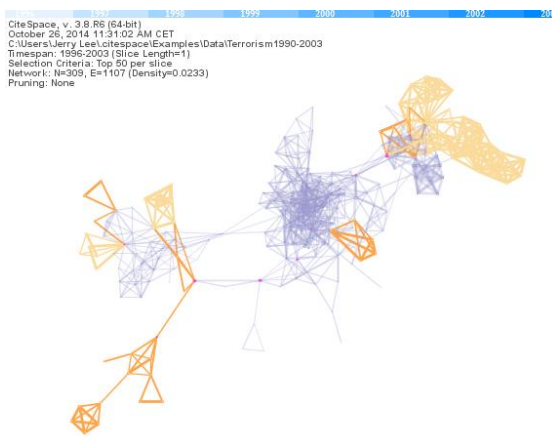 1997 1998 2000 2001 2002
CiteSpace, v. 3.8.R6 (64-bit)
October 26, 2014 11:31:02 AM CET
C:\Users\Jerry Lee\.citespace\Examples\Data\Terrorism1990-2003
Timespan: 1996-2003 (Slice Length=1)
Selection Criteria: Top 50 per slice
Network: N=309, E=1107 (Density=0.0233)
Pruning: None